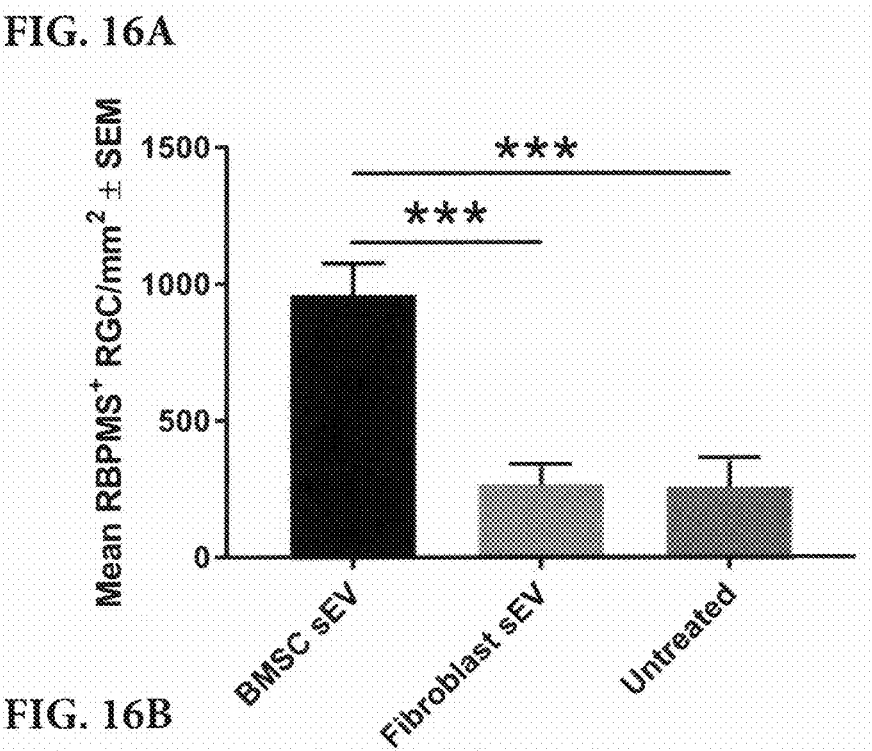 FIG. 16A
Mean RBPMS⁺ RGC/mm² ± SEM
1500
1000
500
0
***
***
BMSC sEV
Fibroblast sEV
Untreated
FIG. 16B